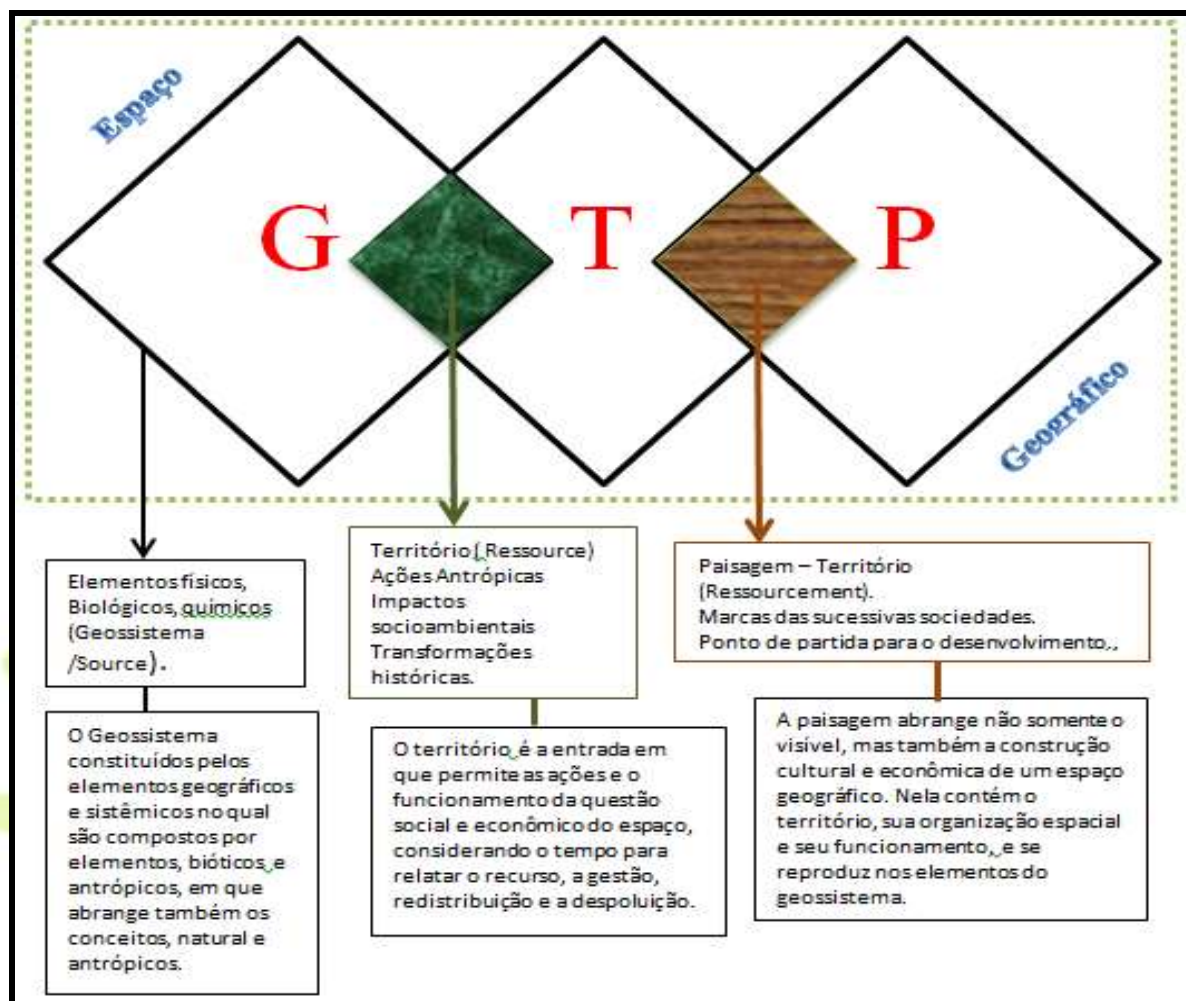 Espaço
G T P
Geográfico
Elementos físicos,
Biológicos, químicos
(Geossistema
/Source).
Território ( Ressource)
Ações Antrópicas
Impactos
socioambientais
Transformações
históricas.
Paisagem – Território
(Ressourcement).
Marcas das sucessivas sociedades.
Ponto de partida para o desenvolvimento,,
O Geossistema
constituídos pelos
elementos geográficos
e sistêmicos no qual
são compostos por
elementos, bióticos, e
antrópicos, em que
abrange também os
conceitos, natural e
antrópicos.
O território, é a entrada em
que permite as ações e o
funcionamento da questão
social e econômico do espaço,
considerando o tempo para
relatar o recurso, a gestão,
redistribuição e a despoluição.
A paisagem abrange não somente o
visível, mas também a construção
cultural e econômica de um espaço
geográfico. Nela contém o
território, sua organização espacial
e seu funcionamento, , e se
reproduz nos elementos do
geossistema.